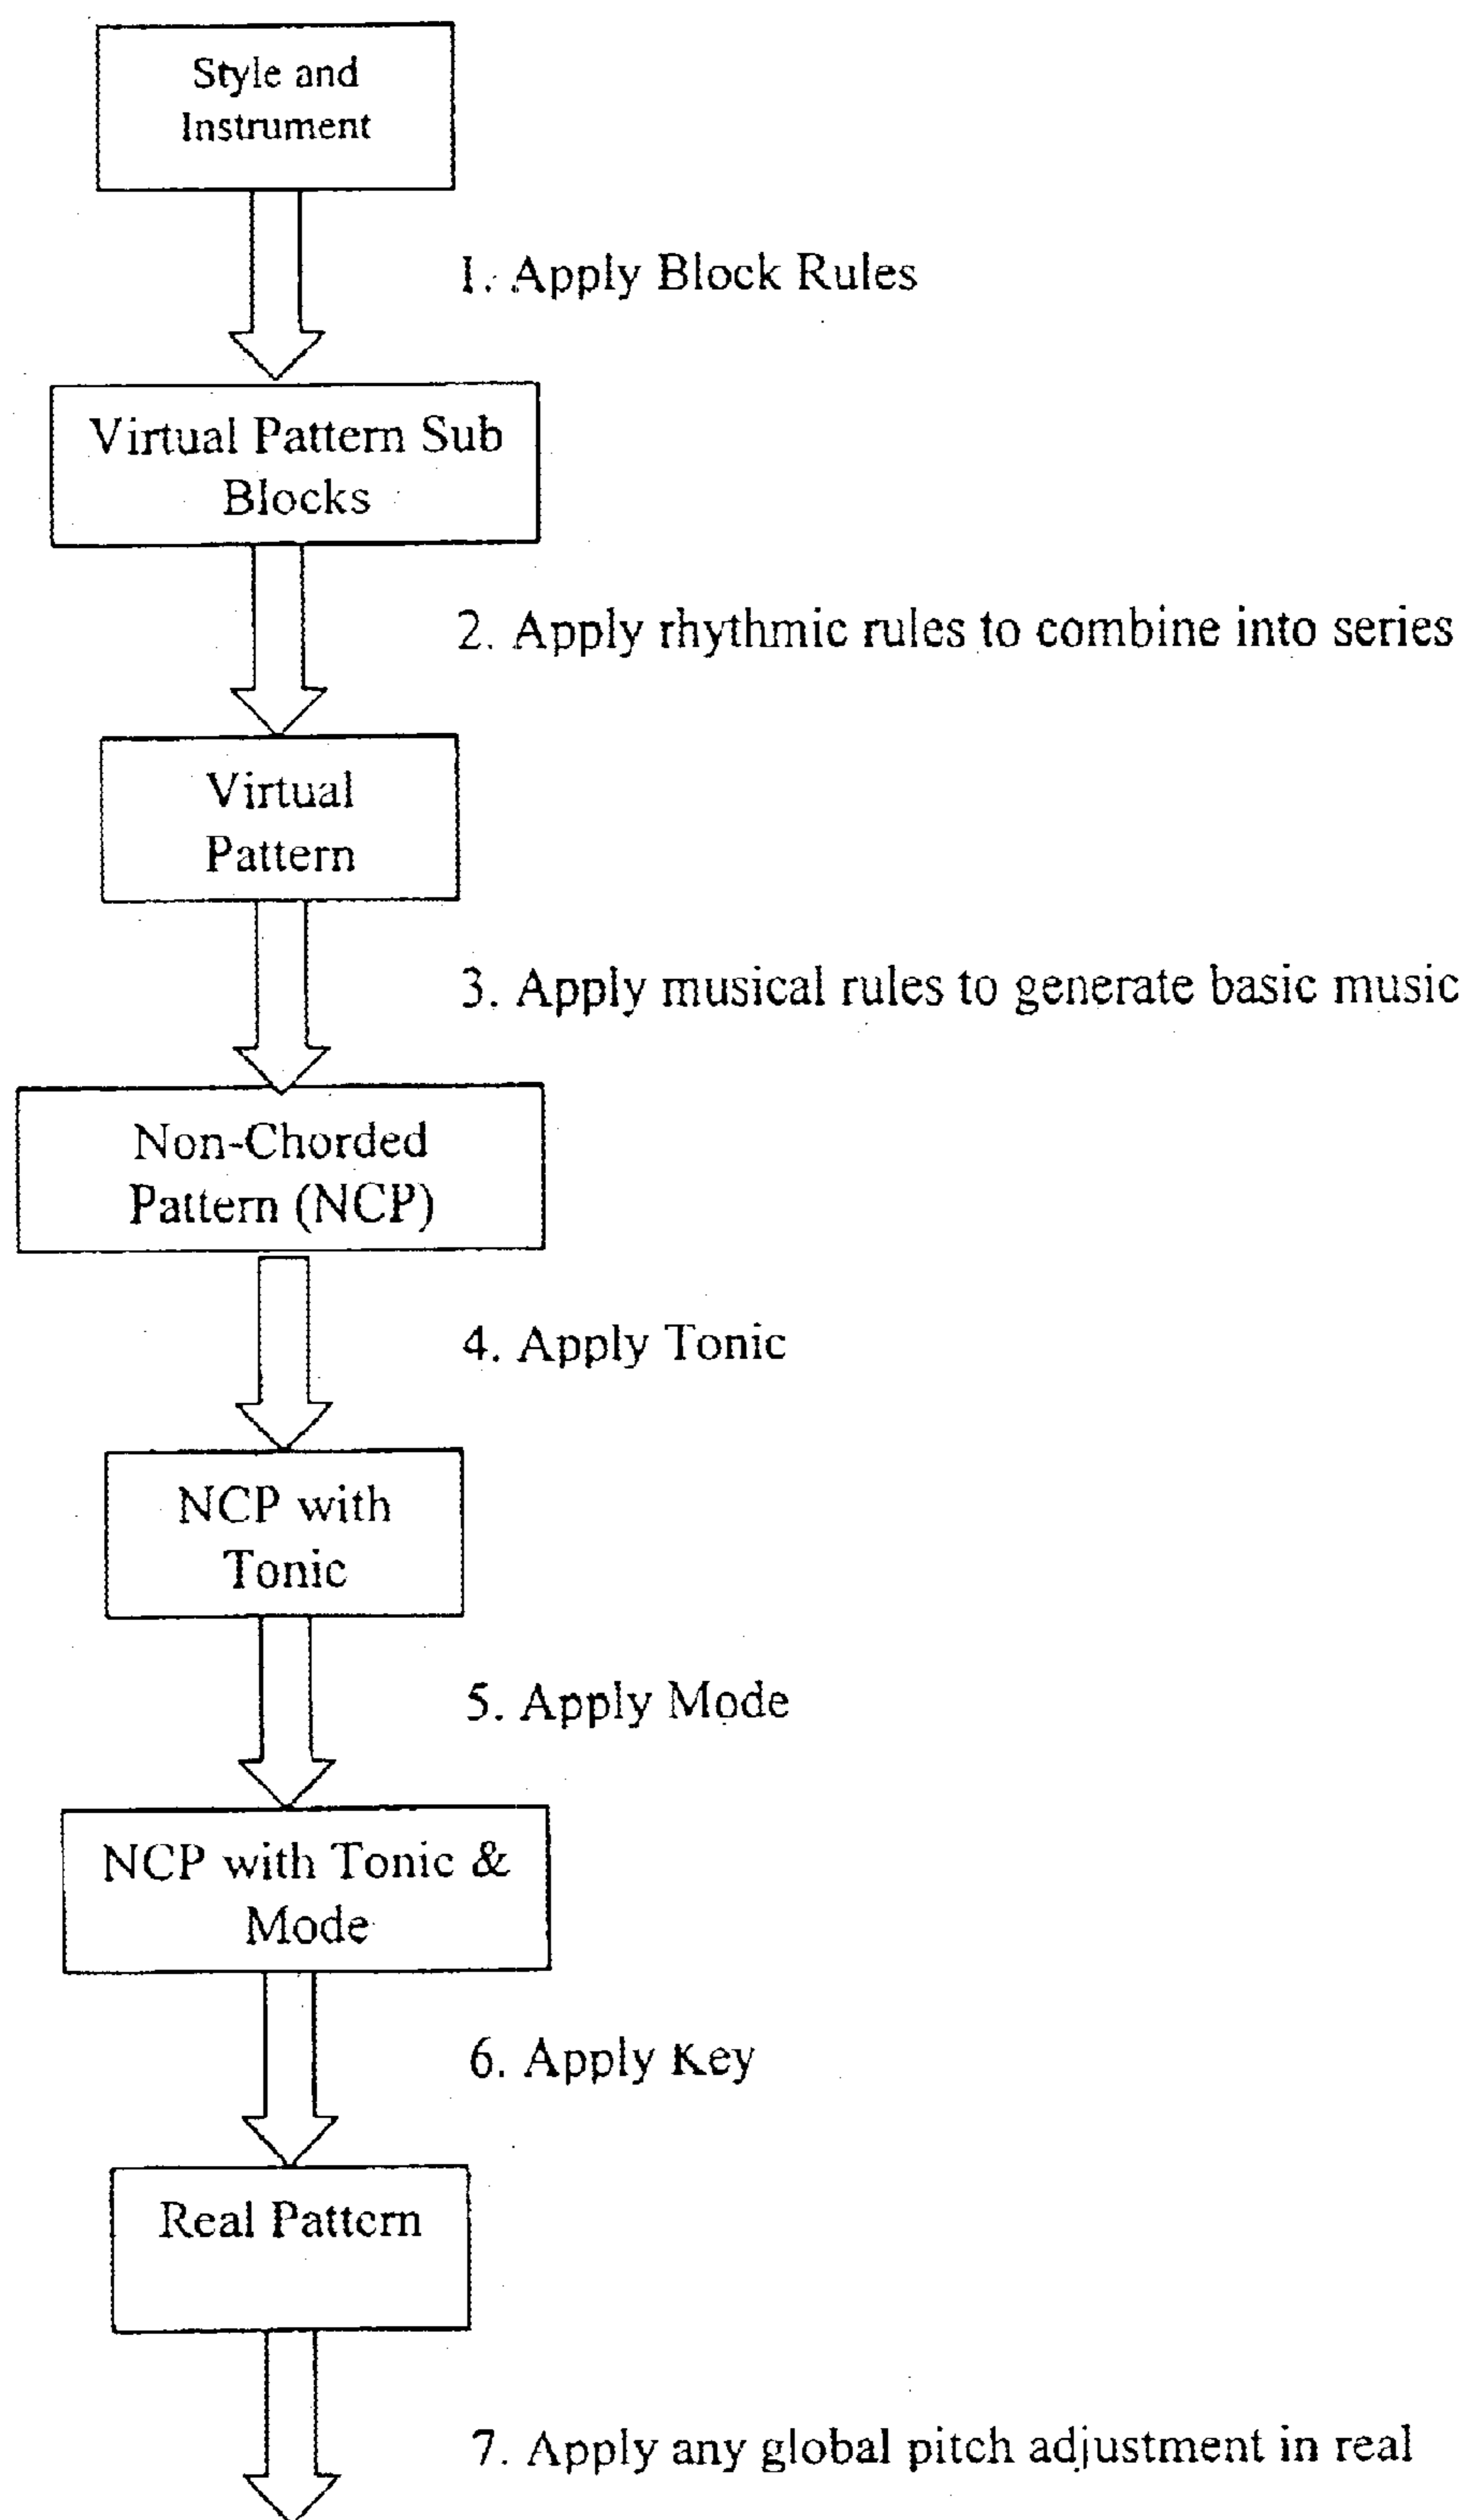 Style and
Instrument
1. Apply Block Rules
Virtual Pattern Sub
Blocks
2. Apply rhythmic rules to combine into series
Virtual
Pattern
3. Apply musical rules to generate basic music
Non-Chorded
Pattern (NCP)
4. Apply Tonic
NCP with
Tonic
5. Apply Mode
NCP with Tonic &
Mode
6. Apply Key
Real Pattern
7. Apply any global pitch adjustment in real